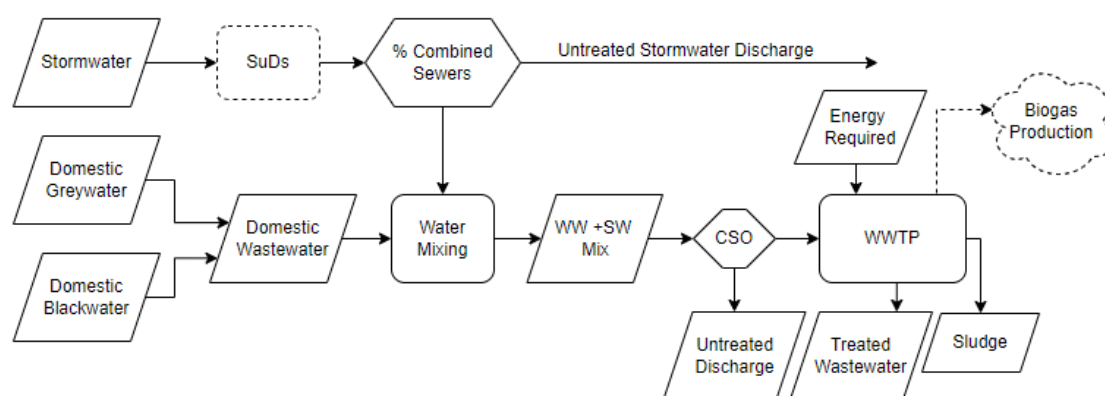 Stormwater
SuDs
% Combined
Sewers
Untreated Stormwater Discharge
Energy
Required
Biogas
Production
Domestic
Greywater
Domestic
Wastewater
Water
Mixing
WW +SW
Mix
CSO
WWTP
Domestic
Blackwater
Untreated
Discharge
Treated
Wastewater
Sludge